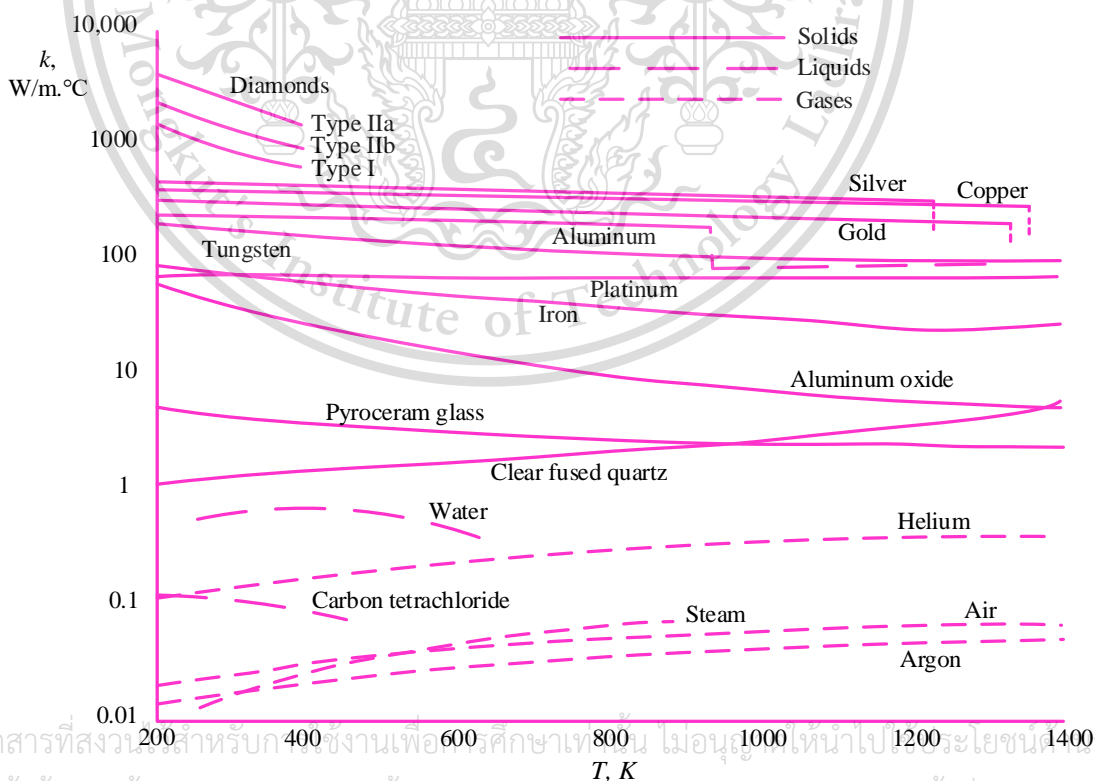 10,000
k,
W/m.°C
1000
100
10
1
0.1
0.01
Solids
Liquids
Gases
Diamonds
Type IIa
Type IIb
Type I
Silver
Copper
Gold
Aluminum
Tungsten
Platinum
Iron
Aluminum oxide
Pyroceram glass
Clear fused quartz
Water
Helium
Carbon tetrachloride
Steam
Air
Argon
200 400 600 800 1000 1200 1400
T, K
Institute of Technology